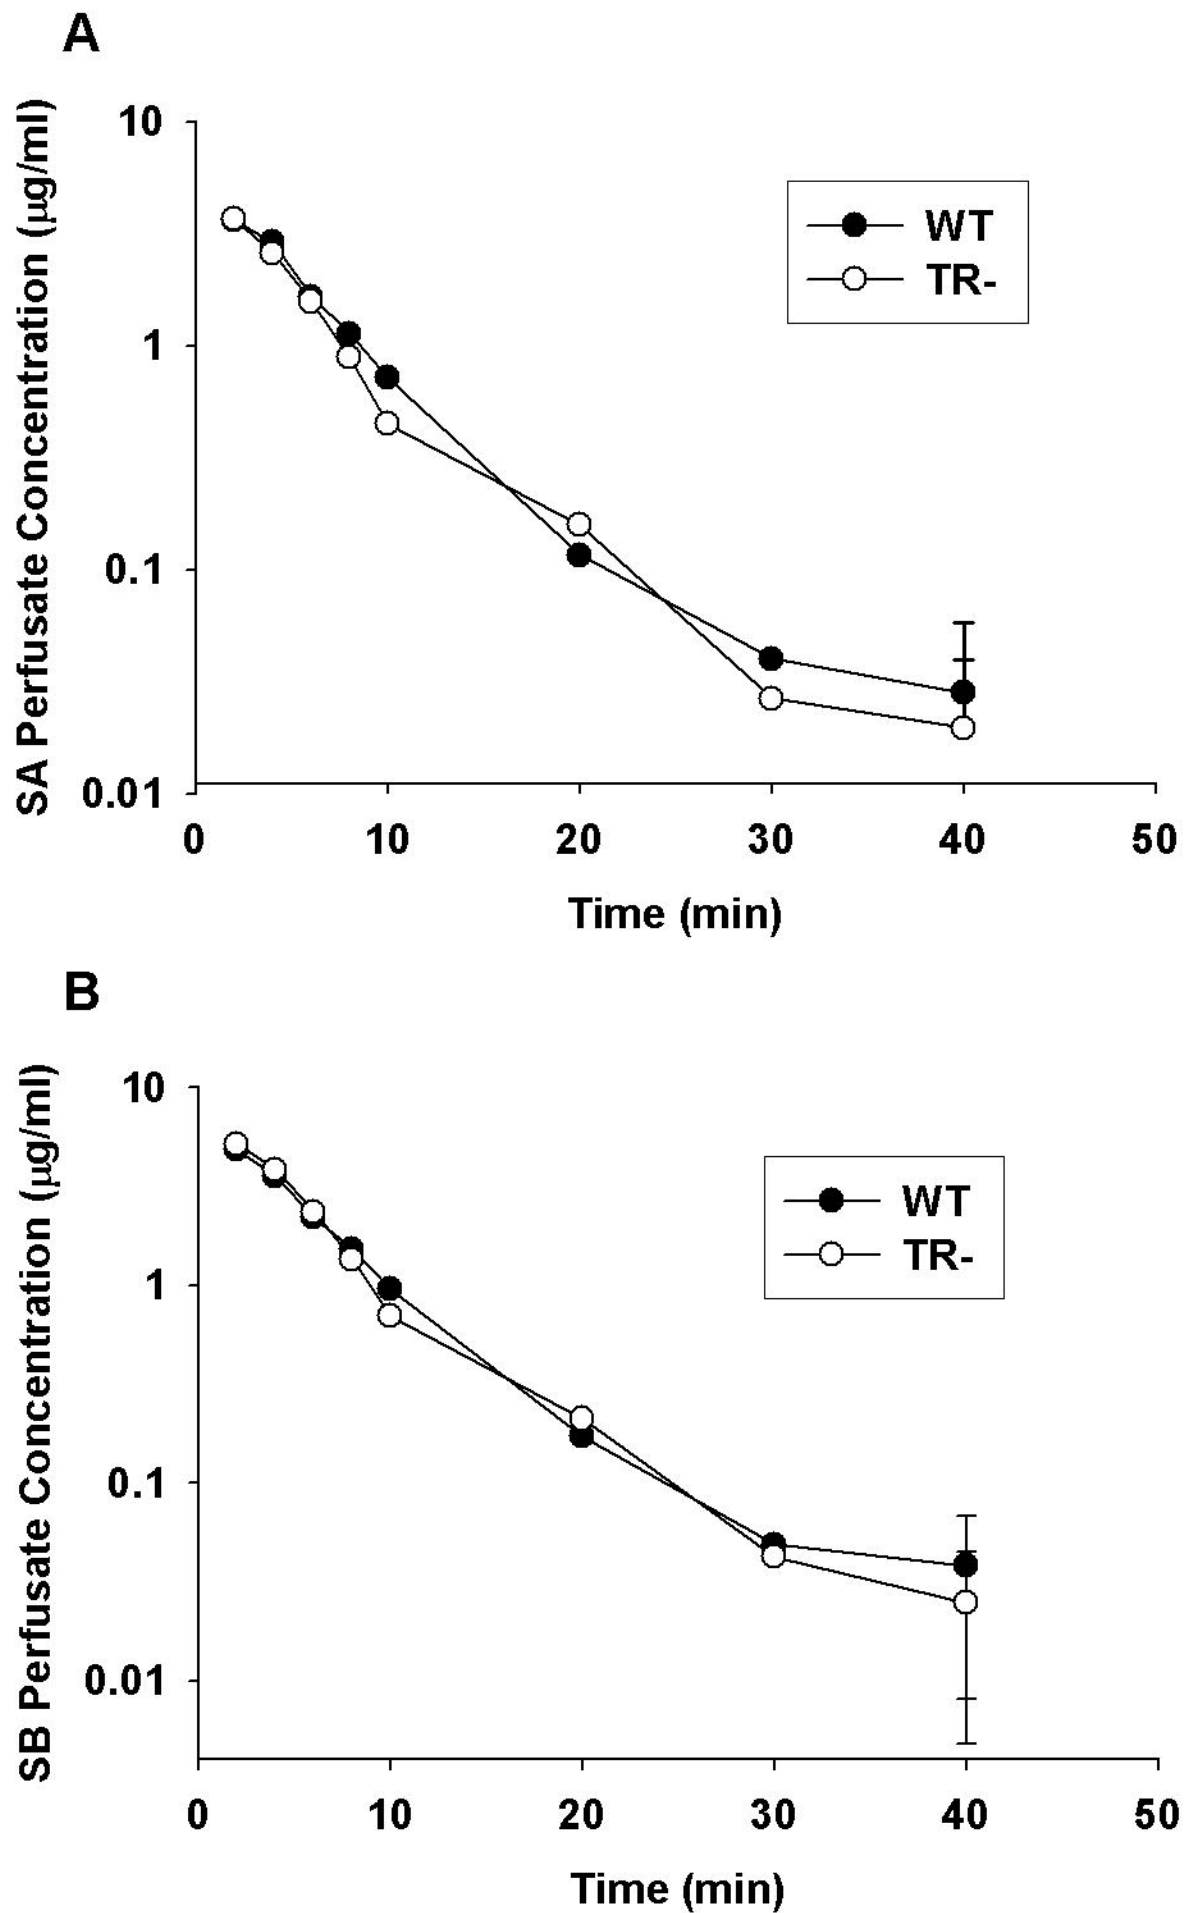 A
SA Perfusate Concentration (µg/ml)
10
1
0.1
0.01
WT
TR-
0 10 20 30 40 50
Time (min)
B
SB Perfusate Concentration (µg/ml)
10
1
0.1
0.01
WT
TR-
0 10 20 30 40 50
Time (min)